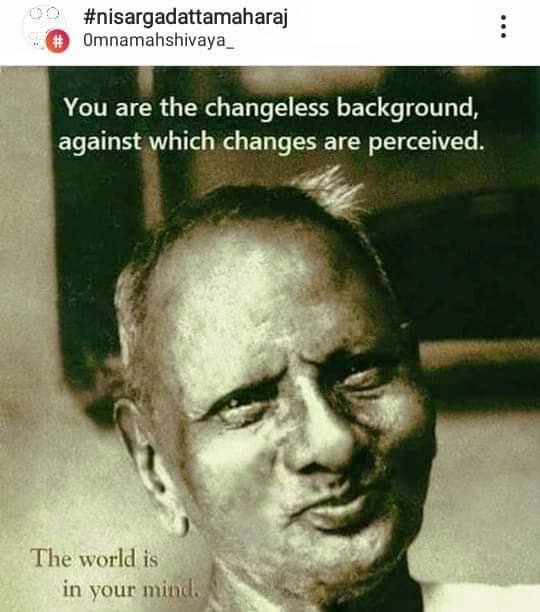 #nisargadattamaharaj
Omnamahshivaya_
You are the changeless background,
against which changes are perceived.
The world is
in your mind.